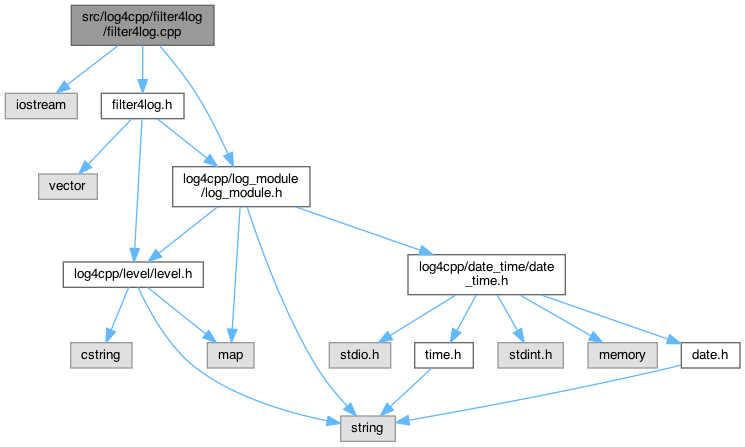 src/log4cpp/filter4log
/filter4log.cpp
iostream
filter4log.h
vector
log4cpp/log_module
/log_module.h
log4cpp/level/level.h
log4cpp/date_time/date
_time.h
cstring
map
stdio.h
time.h
stdint.h
memory
date.h
string